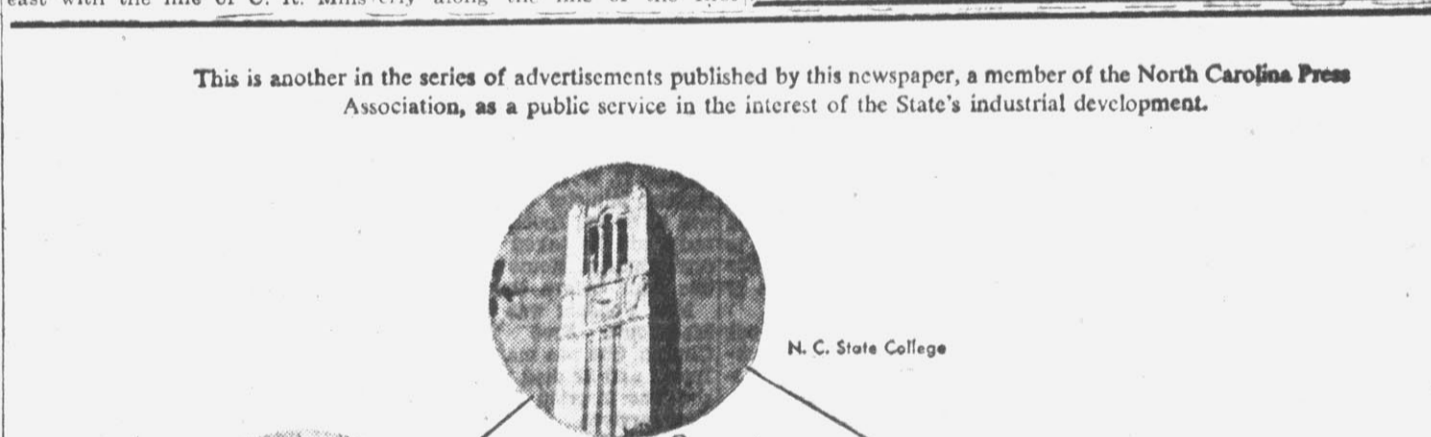 This is another in the series of advertisements published by this newspaper, a member of the North Carolina Press
Association, as a public service in the interest of the State's industrial development.
N. C. State College